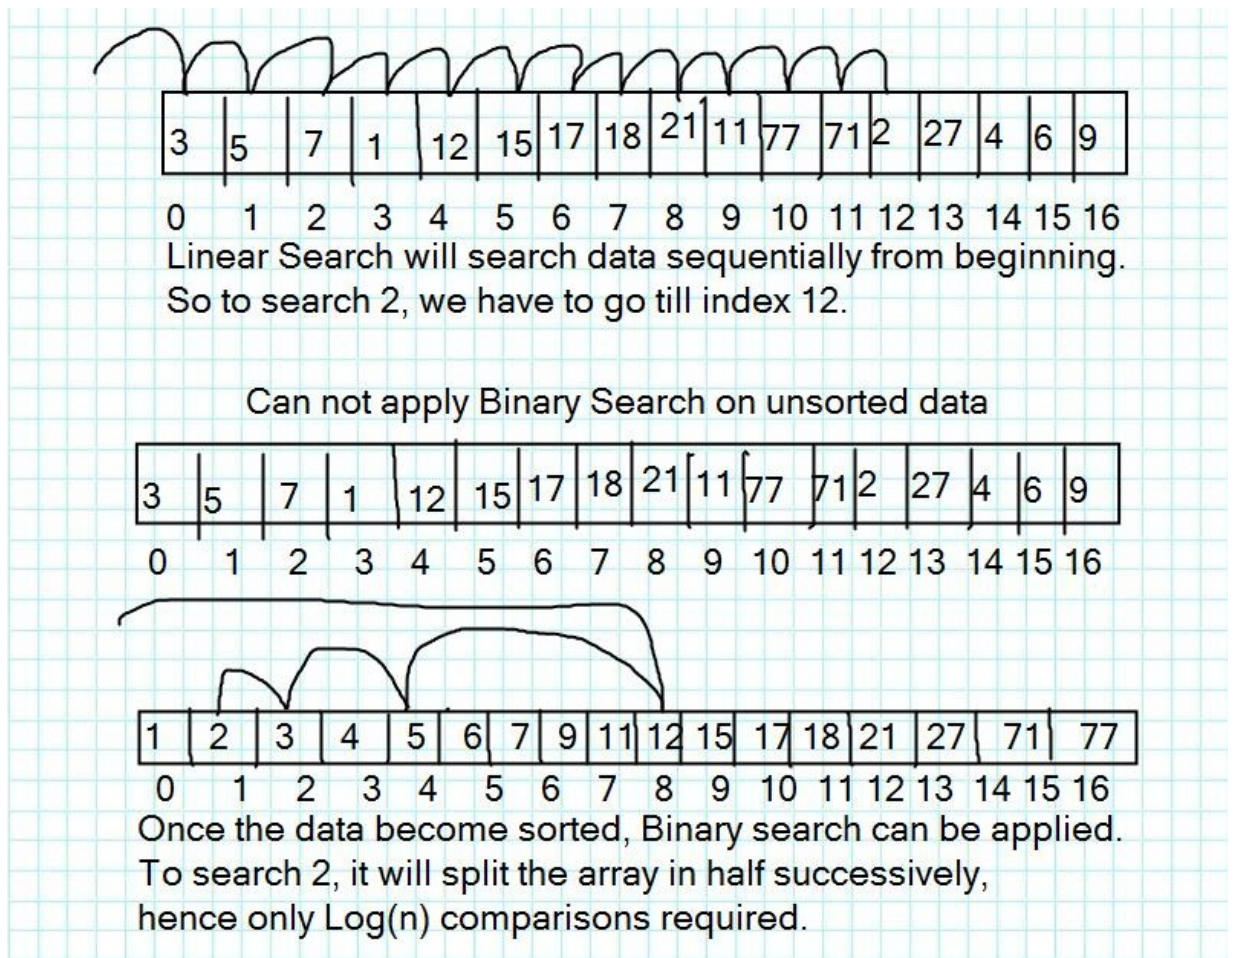 3 5 7 1 12 15 17 18 21 11 77 71 2 27 4 6 9
0 1 2 3 4 5 6 7 8 9 10 11 12 13 14 15 16
Linear Search will search data sequentially from beginning.
So to search 2, we have to go till index 12.
Can not apply Binary Search on unsorted data
3 5 7 1 12 15 17 18 21 11 77 71 2 27 4 6 9
0 1 2 3 4 5 6 7 8 9 10 11 12 13 14 15 16
1 2 3 4 5 6 7 9 11 12 15 17 18 21 27 71 77
0 1 2 3 4 5 6 7 8 9 10 11 12 13 14 15 16
Once the data become sorted, Binary search can be applied.
To search 2, it will split the array in half successively,
hence only Log(n) comparisons required.